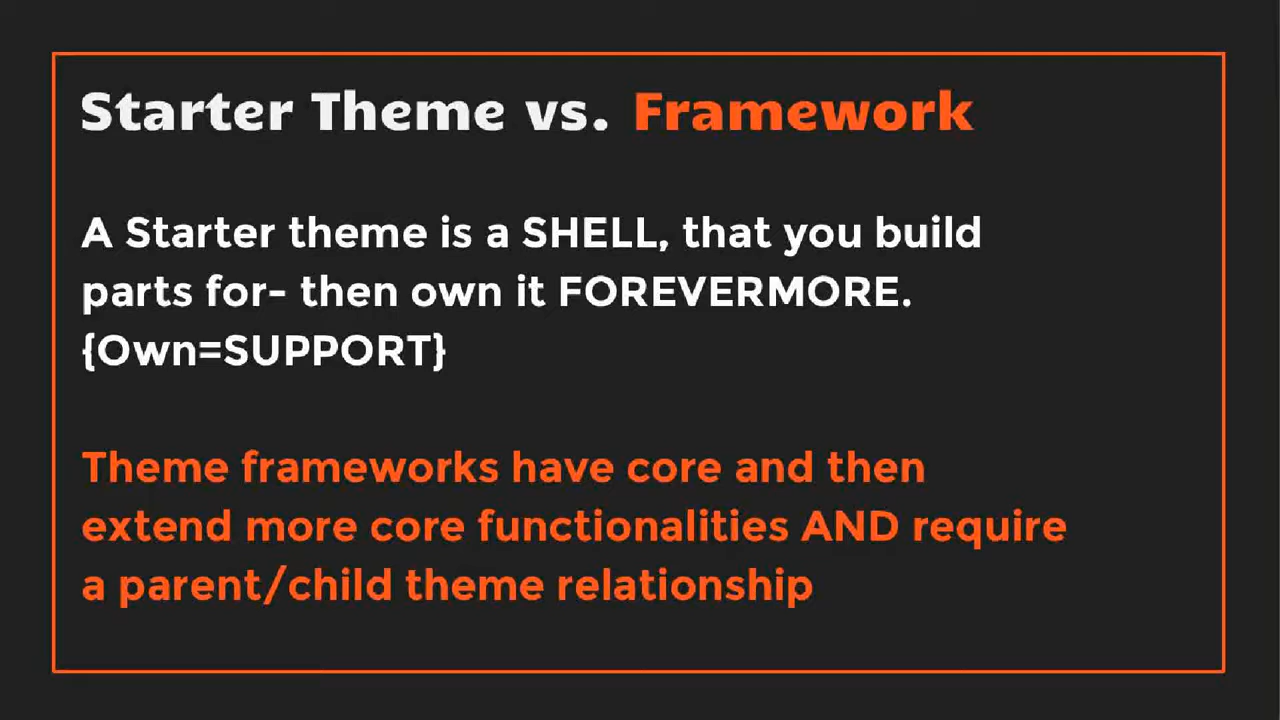 Starter Theme vs. Framework
A Starter theme is a SHELL, that you build
parts for- then own it FOREVERMORE.
{Own=SUPPORT}
Theme frameworks have core and then
extend more core functionalities AND require
a parent/child theme relationship